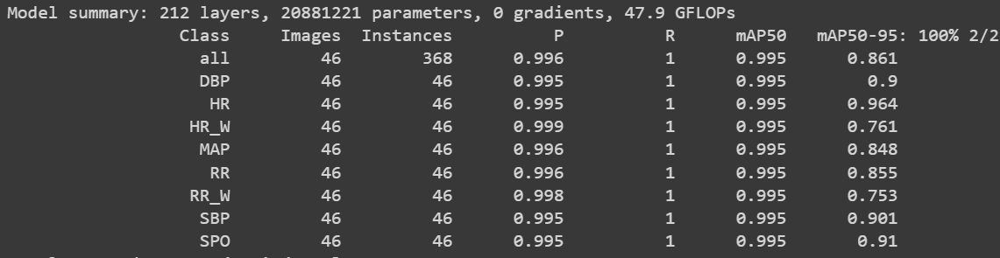 Model summary: 212 layers, 20881221 parameters, 0 gradients, 47.9 GFLOPs
Class Images Instances P R mAP50 mAP50-95: 100% 2/2
all 46 368 0.996 1 0.995 0.861
DBP 46 46 0.995 1 0.995 0.9
HR 46 46 0.995 1 0.995 0.964
HR_W 46 46 0.999 1 0.995 0.761
MAP 46 46 0.996 1 0.995 0.848
RR 46 46 0.996 1 0.995 0.855
RR_W 46 46 0.998 1 0.995 0.753
SBP 46 46 0.995 1 0.995 0.901
SPO 46 46 0.995 1 0.995 0.91